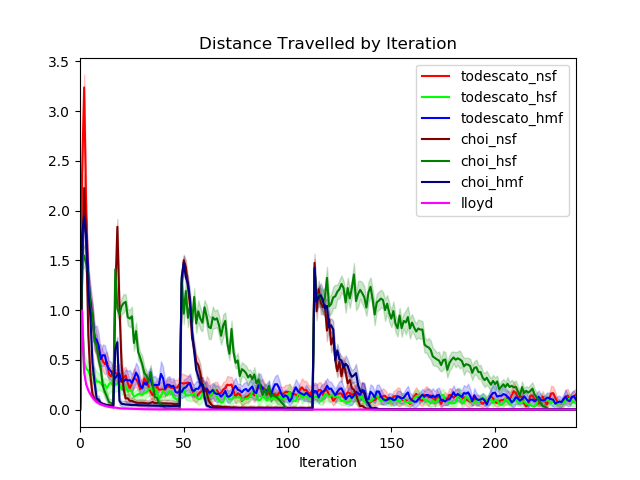 Distance Travelled by Iteration
3.5
3.0
2.5
2.0
1.5
1.0
0.5
0.0
todescato_nsf
todescato_hsf
todescato_hmf
choi_nsf
choi_hsf
choi_hmf
lloyd
0 50 100 150 200
Iteration